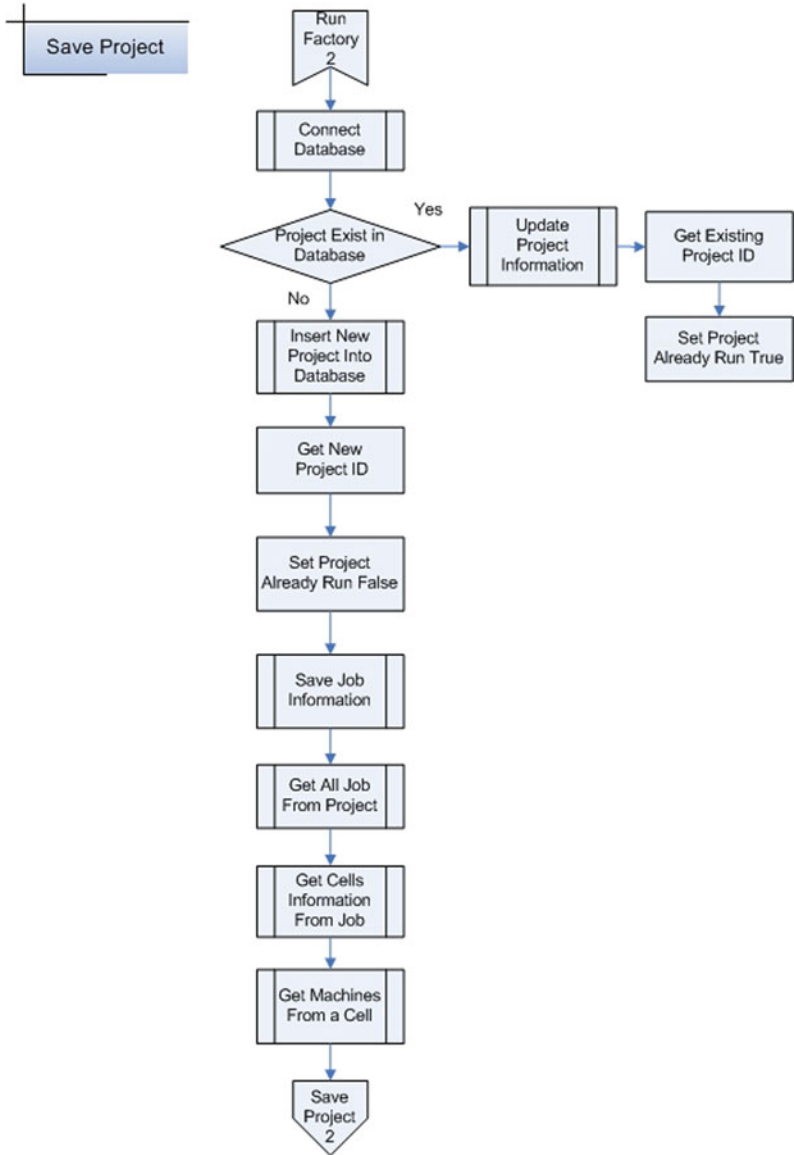 Save Project
Run
Factory
2
Connect
Database
Project Exist in
Database
Yes
Update
Project
Information
Get Existing
Project ID
Set Project
Already Run True
No
Insert New
Project Into
Database
Get New
Project ID
Set Project
Already Run False
Save Job
Information
Get All Job
From Project
Get Cells
Information
From Job
Get Machines
From a Cell
Save
Project
2